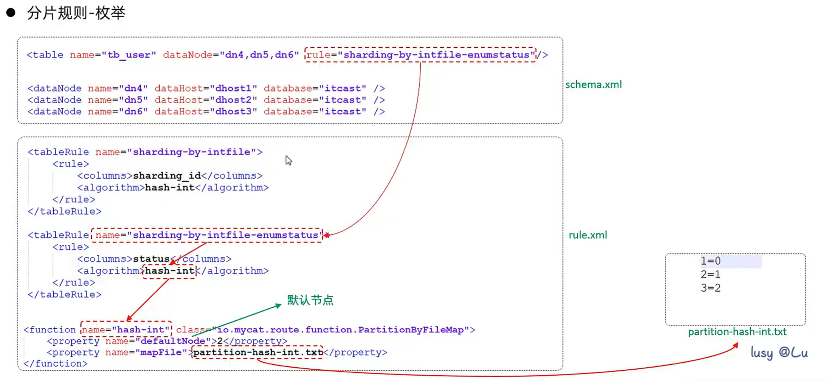 ● 分片规则-枚举
<table name="tb_user" dataNode="dn4,dn5,dn6" rule="sharding-by-intfile-enumstatus"/>
<dataNode name="dn4" dataHost="dhost1" database="itcast" />
<dataNode name="dn5" dataHost="dhost2" database="itcast" />
<dataNode name="dn6" dataHost="dhost3" database="itcast" />
schema.xml
<tableRule name="sharding-by-intfile">
<rule>
<columns>sharding_id</columns>
<algorithm>hash-int</algorithm>
</rule>
</tableRule>
<tableRule name="sharding-by-intfile-enumstatus">
<rule>
<columns>status</columns>
<algorithm>hash-int</algorithm>
</rule>
</tableRule>
rule.xml
默认节点
<function name="hash-int" class="io.mycat.route.function.PartitionByFileMap">
<property name="defaultNode">2</property>
<property name="mapFile">partition-hash-int.txt</property>
</function>
1=0
2=1
3=2
partition-hash-int.txt
lusy @Lu